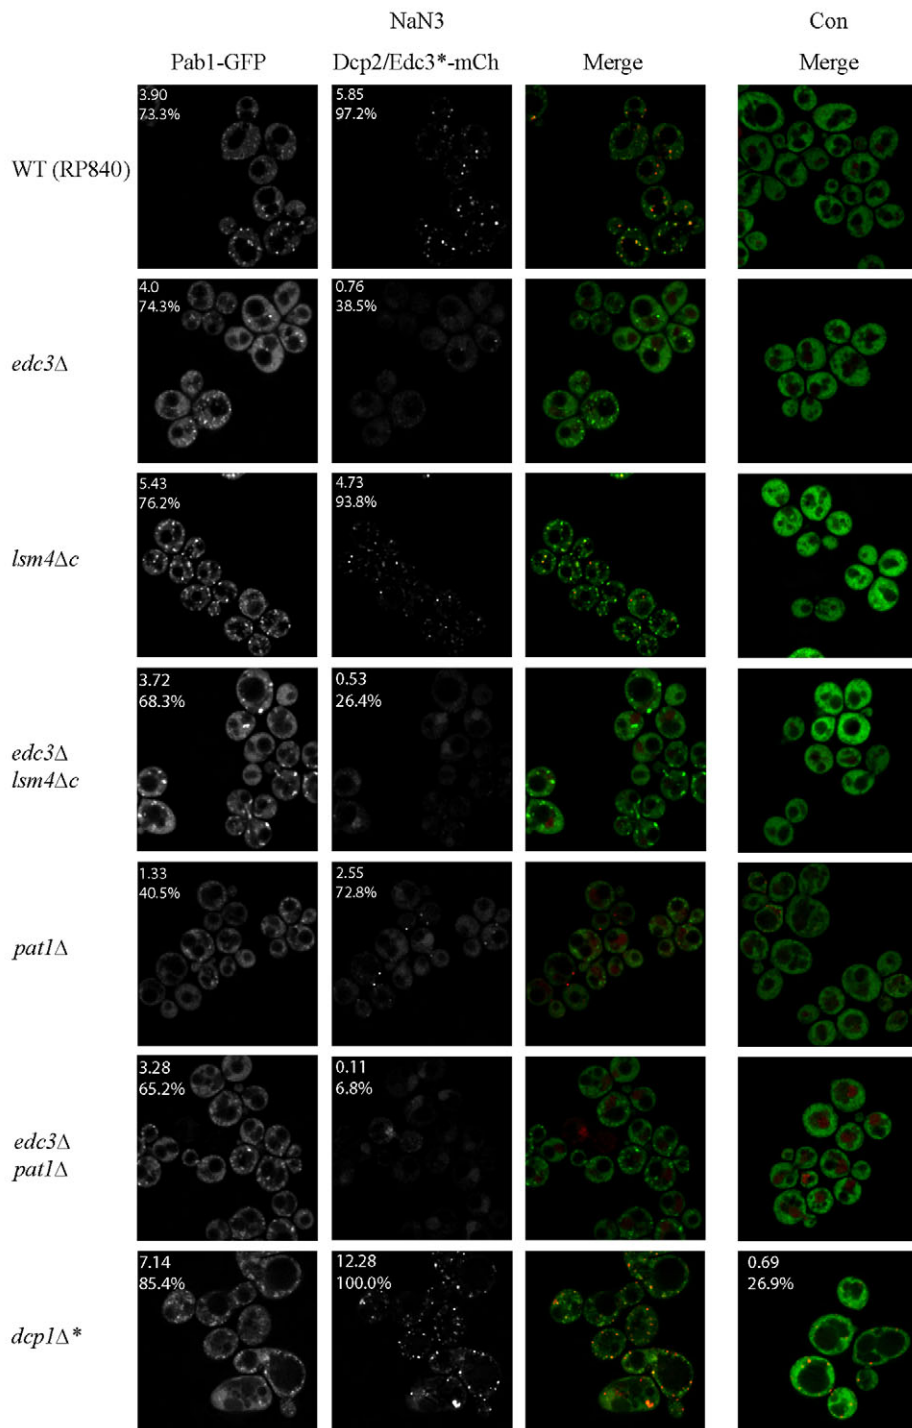 NaN3 Con
Pab1-GFP Dcp2/Edc3*-mCh Merge Merge
WT (RP840)
3.90
73.3%
5.85
97.2%
edc3Δ
4.0
74.3%
0.76
38.5%
lsm4Δc
5.43
76.2%
4.73
93.8%
edc3Δ
lsm4Δc
3.72
68.3%
0.53
26.4%
pat1Δ
1.33
40.5%
2.55
72.8%
edc3Δ
pat1Δ
3.28
65.2%
0.11
6.8%
dcp1Δ*
7.14
85.4%
12.28
100.0%
0.69
26.9%